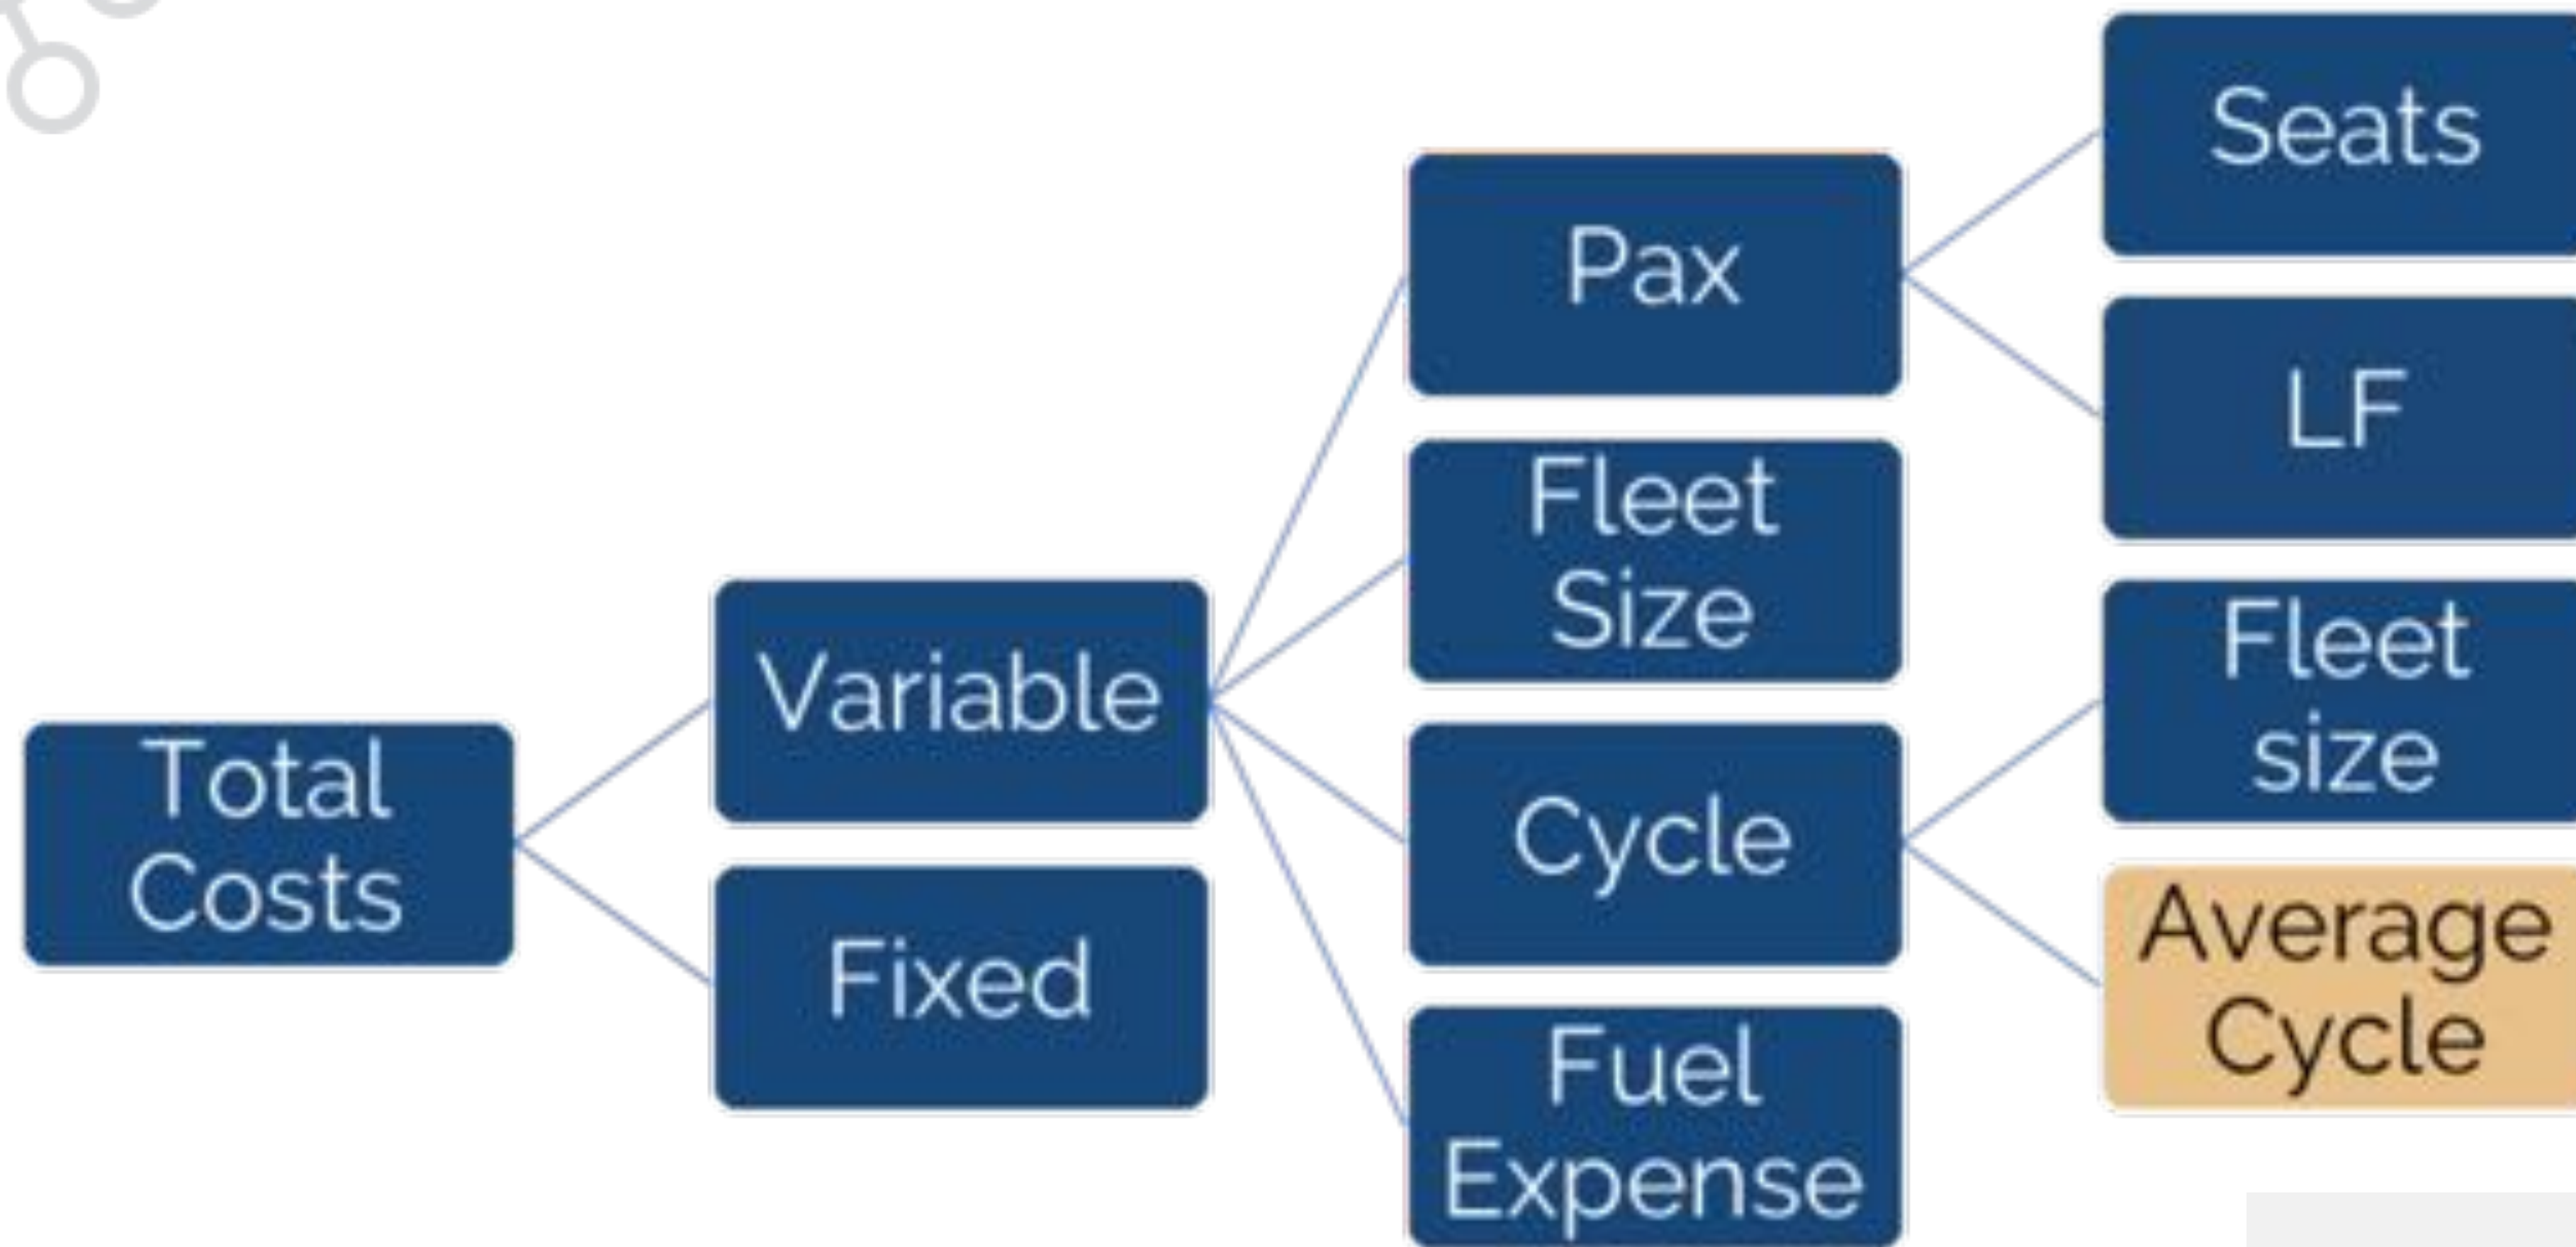 Total
Costs
Variable
Fixed
Pax
Fleet
Size
Cycle
Fuel
Expense
Seats
LF
Fleet
size
Average
Cycle